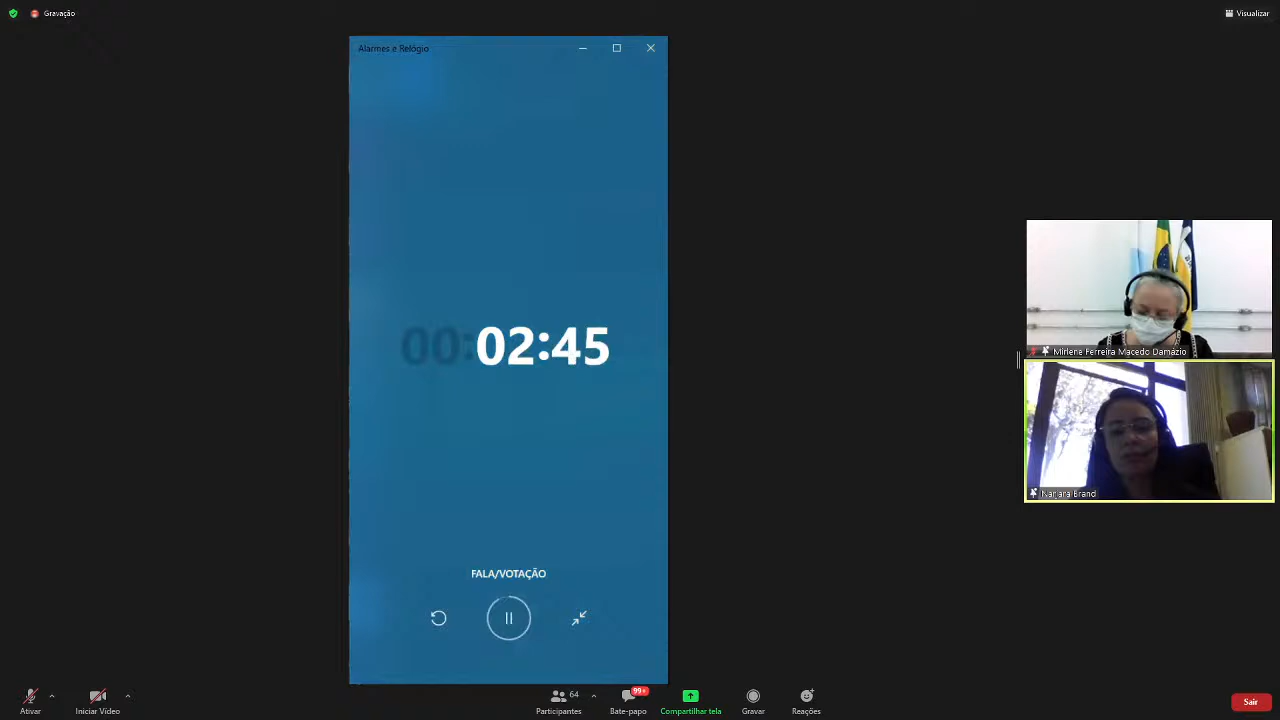 Gravação
Visualizar
Alarmes e Relógio
00:02:45
Mirlene Ferreira Macedo Damázio
Brand
FALA/VOTAÇÃO
Ativar
Iniciar Vídeo
64
Participantes
99+
Bate-papo
Compartilhar tela
Gravar
Reações
Sair